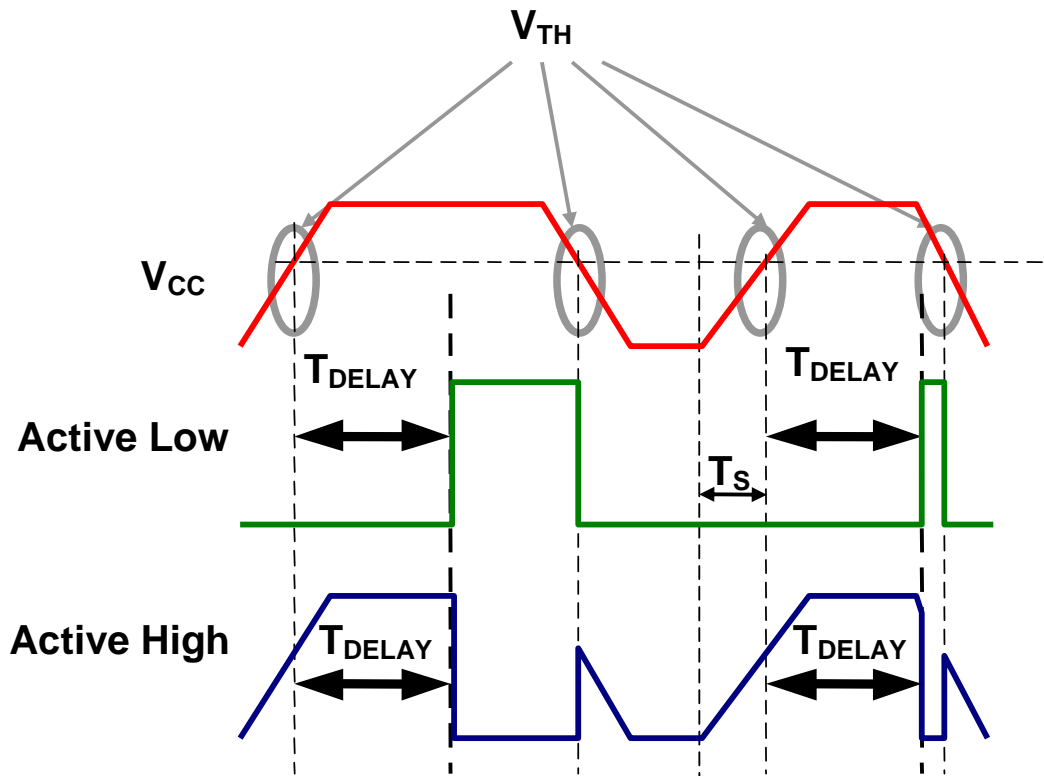 VTH
VCC
TDELAY
TDELAY
Active Low
TS
Active High
TDELAY
TDELAY